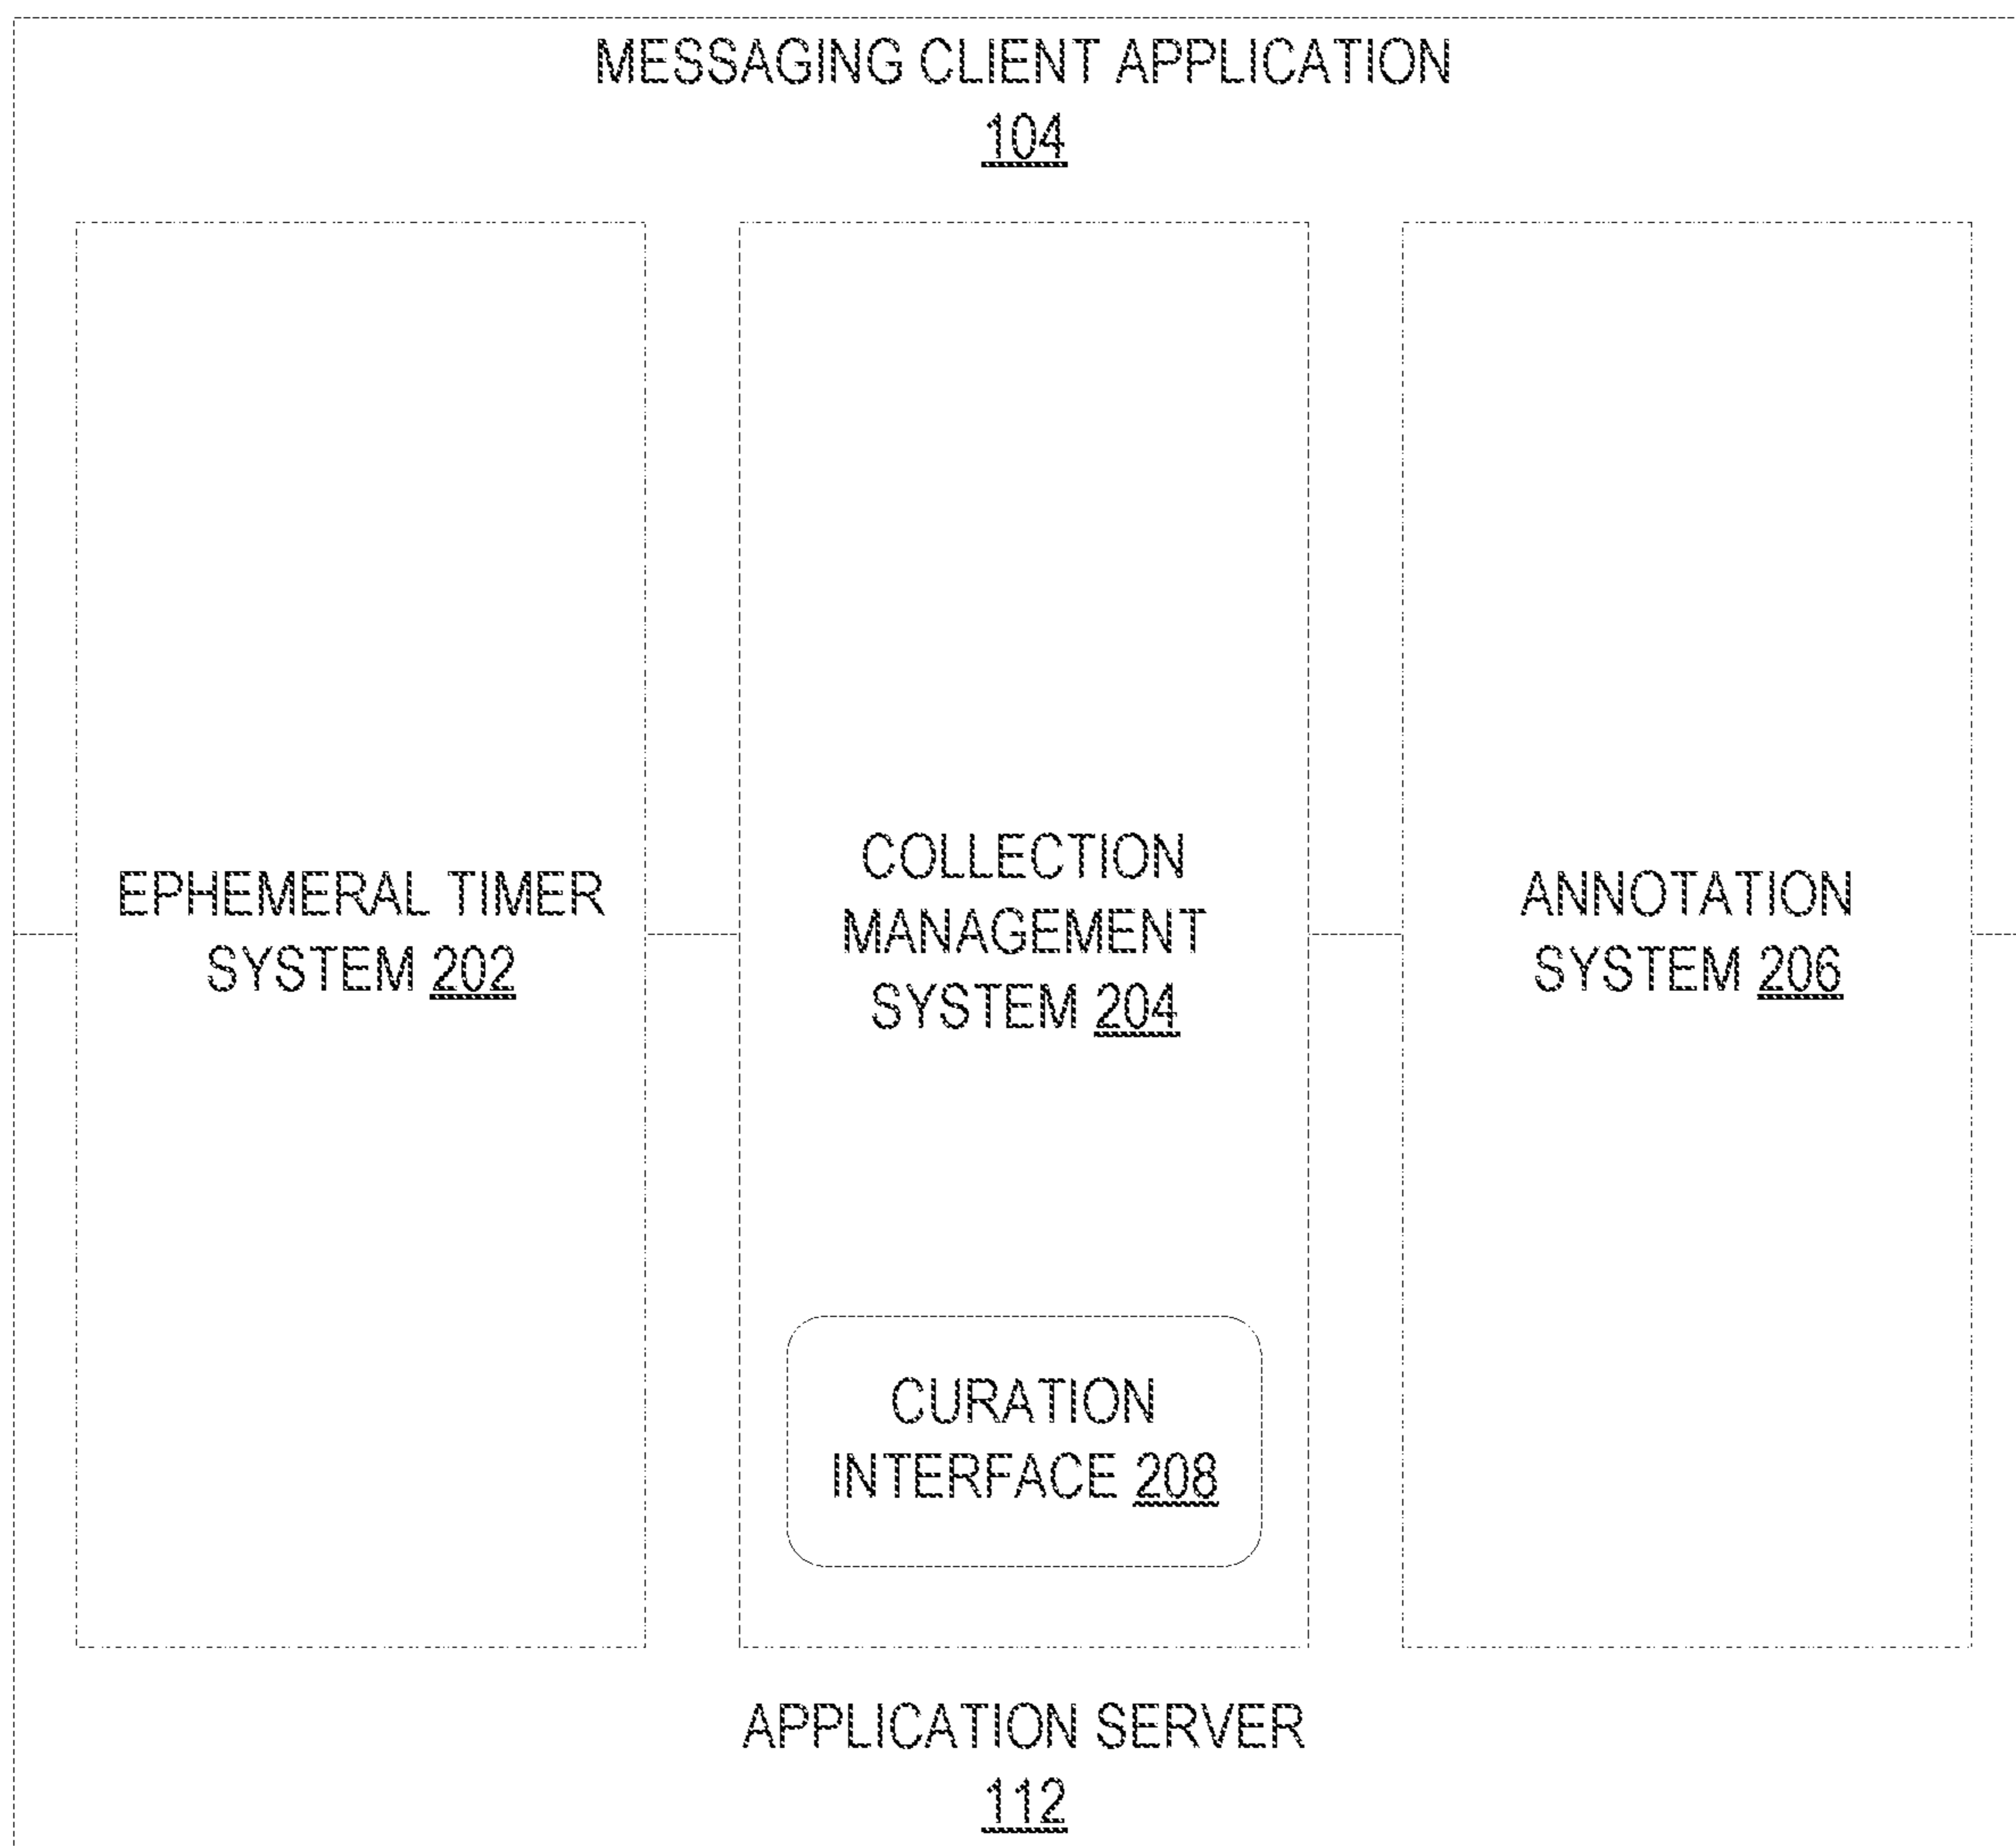 MESSAGING CLIENT APPLICATION
104
EPHEMERAL TIMER
SYSTEM 202
COLLECTION
MANAGEMENT
SYSTEM 204
ANNOTATION
SYSTEM 206
CURATION
INTERFACE 208
APPLICATION SERVER
112